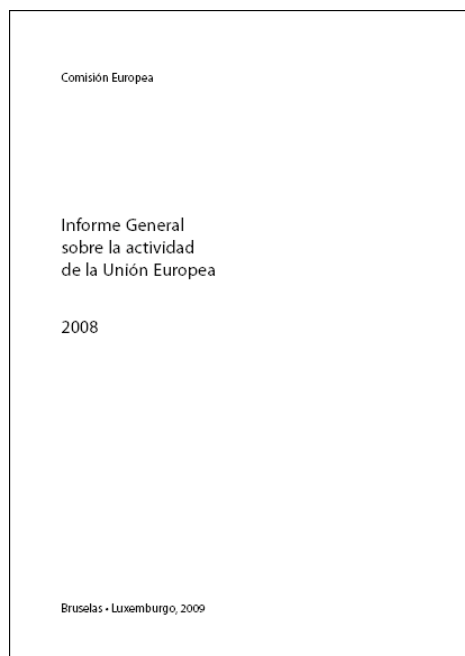 Comisión Europea
Informe General
sobre la actividad
de la Unión Europea
2008
Bruselas • Luxemburgo, 2009